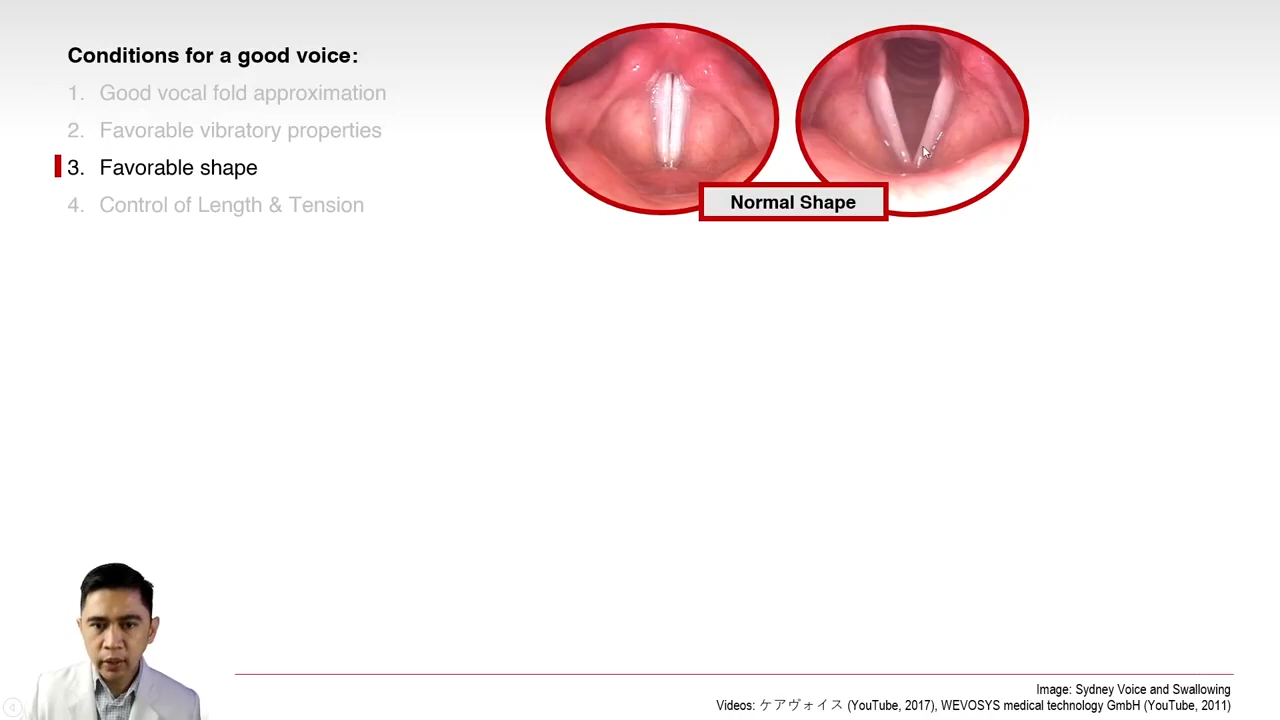 Conditions for a good voice:
1. Good vocal fold approximation
2. Favorable vibratory properties
3. Favorable shape
4. Control of Length & Tension
Normal Shape
Image: Sydney Voice and Swallowing
Videos: ケアヴォイス (YouTube, 2017), WEVOSYS medical technology GmbH (YouTube, 2011)